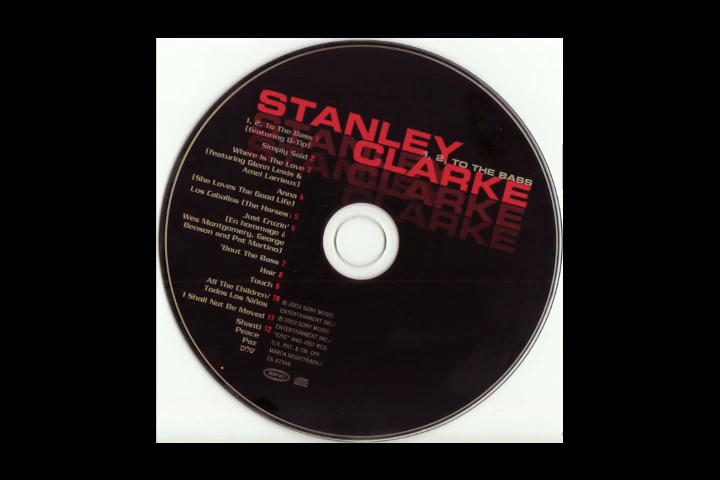 STANLEY
CLARKE
1, 2, TO THE BASS
1, 2, To The Bass 1
(featuring Q-Tip)
Simply Said 2
Where Is The Love 3
(featuring Glenn Lewis &
Amel Larrieux)
Anna 4
(She Loves The Good Life)
Los Caballos (The Horses) 5
Just Cruzin' 6
(En hommage à
Wes Montgomery, George
Benson and Pat Martino)
'Bout The Bass 7
Hair 8
Touch 9
All The Children/ 10
Todos Los Niños
I Shall Not Be Moved 11
Shanti 12
Peace
Paz
שלום
© 2003 SONY MUSIC
ENTERTAINMENT INC./
℗ 2003 SONY MUSIC
ENTERTAINMENT INC./
"EPIC" AND epic REG.
U.S. PAT. & TM. OFF.
MARCA REGISTRADA./
EK 67346
epic